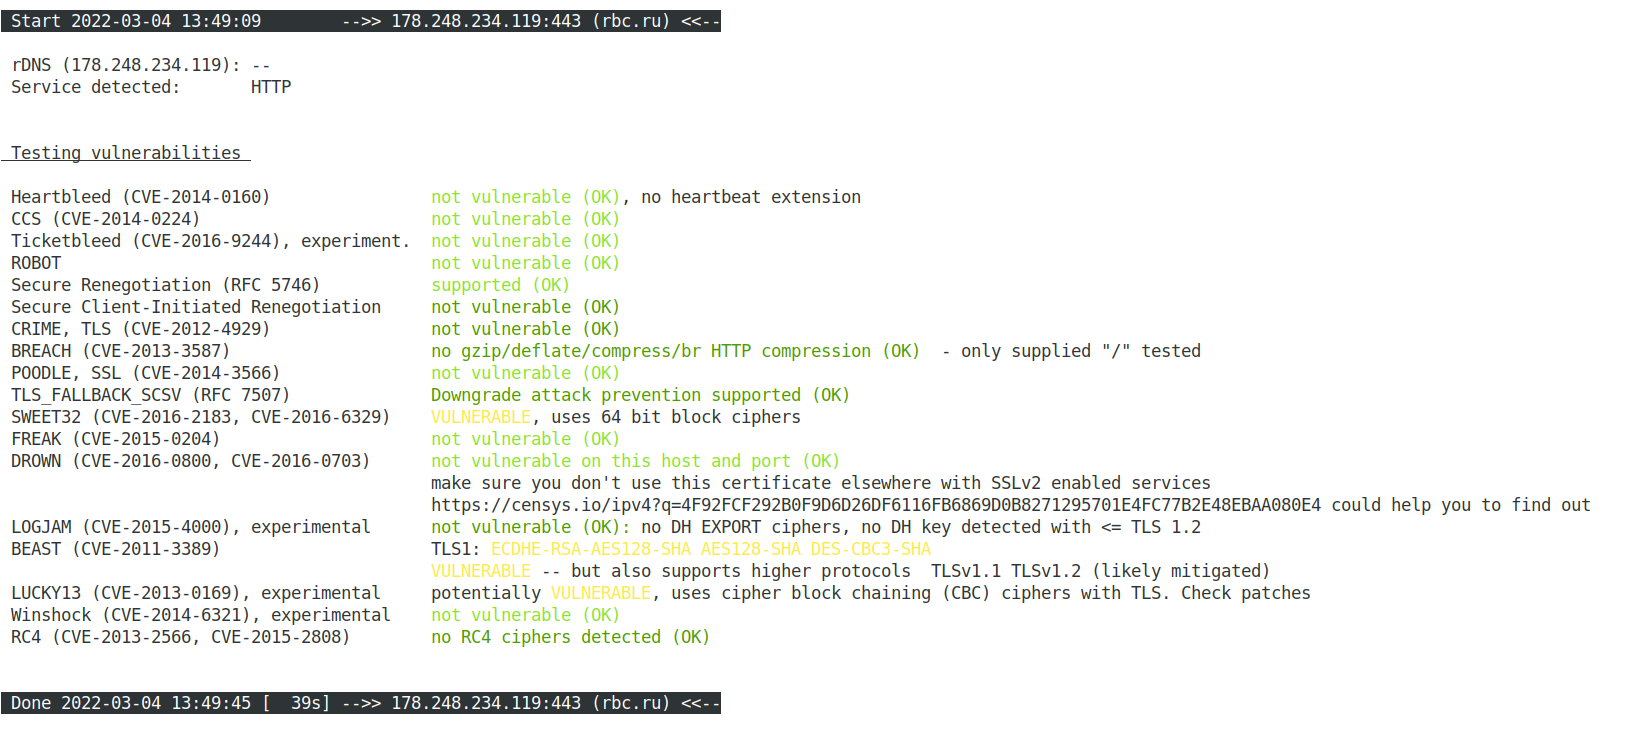 Start 2022-03-04 13:49:09        -->> 178.248.234.119:443 (rbc.ru) <<--
rDNS (178.248.234.119): --
Service detected:       HTTP
Testing vulnerabilities
Heartbleed (CVE-2014-0160)                not vulnerable (OK), no heartbeat extension
CCS (CVE-2014-0224)                       not vulnerable (OK)
Ticketbleed (CVE-2016-9244), experiment.  not vulnerable (OK)
ROBOT                                     not vulnerable (OK)
Secure Renegotiation (RFC 5746)           supported (OK)
Secure Client-Initiated Renegotiation     not vulnerable (OK)
CRIME, TLS (CVE-2012-4929)                not vulnerable (OK)
BREACH (CVE-2013-3587)                    no gzip/deflate/compress/br HTTP compression (OK)  - only supplied "/" tested
POODLE, SSL (CVE-2014-3566)               not vulnerable (OK)
TLS_FALLBACK_SCSV (RFC 7507)              Downgrade attack prevention supported (OK)
SWEET32 (CVE-2016-2183, CVE-2016-6329)    VULNERABLE, uses 64 bit block ciphers
FREAK (CVE-2015-0204)                     not vulnerable (OK)
DROWN (CVE-2016-0800, CVE-2016-0703)      not vulnerable on this host and port (OK)
make sure you don't use this certificate elsewhere with SSLv2 enabled services
https://censys.io/ipv4?q=4F92FCF292B0F9D6D26DF6116FB6869D0B8271295701E4FC77B2E48EBAA080E4 could help you to find out
LOGJAM (CVE-2015-4000), experimental      not vulnerable (OK): no DH EXPORT ciphers, no DH key detected with <= TLS 1.2
BEAST (CVE-2011-3389)                     TLS1: ECDHE-RSA-AES128-SHA AES128-SHA DES-CBC3-SHA
VULNERABLE -- but also supports higher protocols  TLSv1.1 TLSv1.2 (likely mitigated)
LUCKY13 (CVE-2013-0169), experimental     potentially VULNERABLE, uses cipher block chaining (CBC) ciphers with TLS. Check patches
Winshock (CVE-2014-6321), experimental    not vulnerable (OK)
RC4 (CVE-2013-2566, CVE-2015-2808)        no RC4 ciphers detected (OK)
Done 2022-03-04 13:49:45 [  39s] -->> 178.248.234.119:443 (rbc.ru) <<--